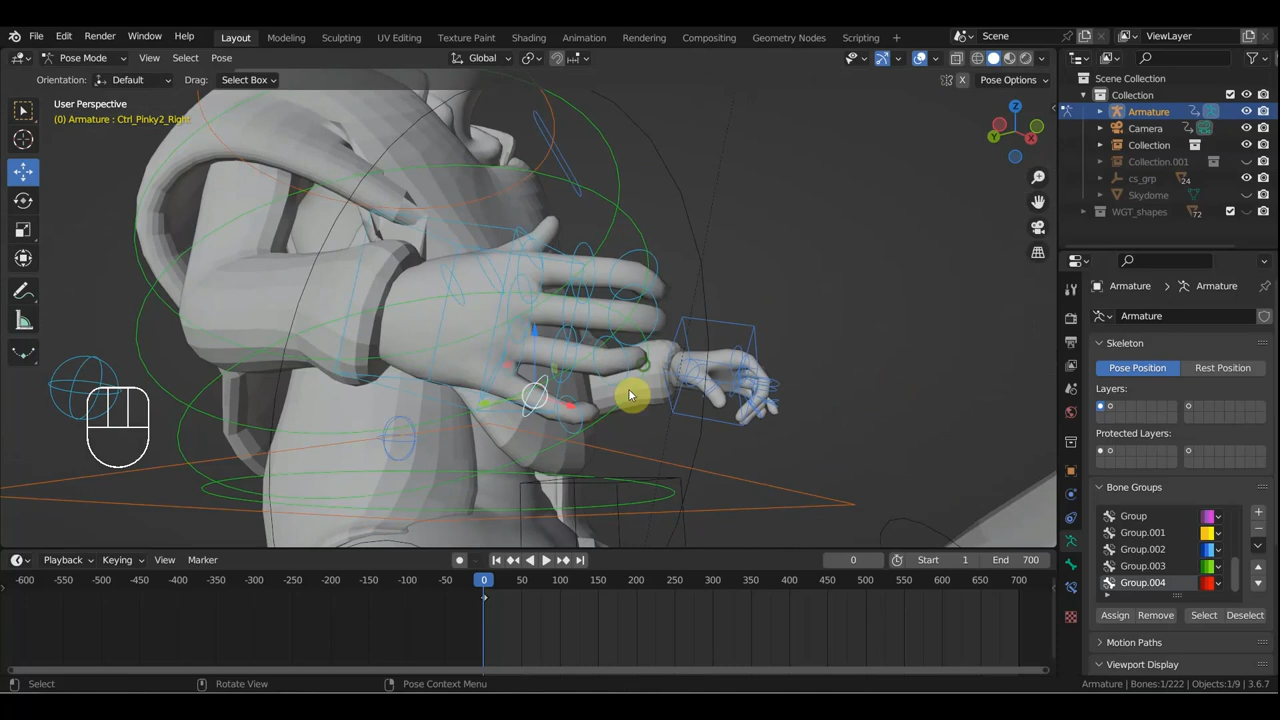 File Edit Render Window Help Layout Modeling Sculpting UV Editing Texture Paint Shading Animation Rendering Compositing Geometry Nodes Scripting + Scene ViewLayer
Pose Mode View Select Pose Global
Orientation: Default Drag: Select Box X Pose Options
User Perspective
(0) Armature : Ctrl_Pinky2_Right
Z
Y
X
Scene Collection
Collection
Armature
Camera
Collection
Collection.001
cs_grp 24
Skydome
WGT_shapes 72
Armature > Armature
Armature
Skeleton
Pose Position Rest Position
Layers:
Protected Layers:
Bone Groups
Group
Group.001
Group.002
Group.003
Group.004
Assign Remove Select Deselect
Motion Paths
Viewport Display
Playback Keying View Marker 0 Start 1 End 700
-600 -550 -500 -450 -400 -350 -300 -250 -200 -150 -100 -50 0 50 100 150 200 250 300 350 400 450 500 550 600 650 700
Select Rotate View Pose Context Menu Armature | Bones:1/222 | Objects:1/9 | 3.6.7